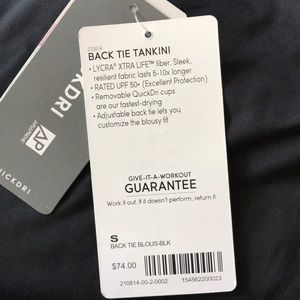 210814
BACK TIE TANKINI
• LYCRA® XTRA LIFE™ fiber. Sleek,
resilient fabric lasts 5-10x longer
• RATED UPF 50+ (Excellent Protection)
• Removable QuickDri cups
are our fastest-drying
• Adjustable back tie lets you
customize the blousy fit
GIVE-IT-A-WORKOUT
GUARANTEE
Work it out. If it doesn't perform, return it.
S
BACK TIE BLOUS-BLK
$74.00
210814-00-2-0002
154562200023